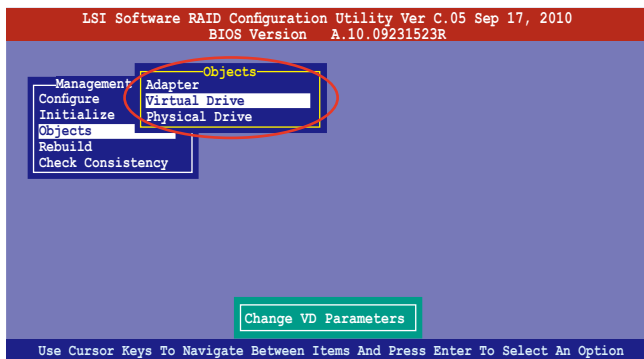 LSI Software RAID Configuration Utility Ver C.05 Sep 17, 2010
BIOS Version A.10.09231523R
Management
Configure
Initialize
Objects
Rebuild
Check Consistency
Objects
Adapter
Virtual Drive
Physical Drive
Change VD Parameters
Use Cursor Keys To Navigate Between Items And Press Enter To Select An Option